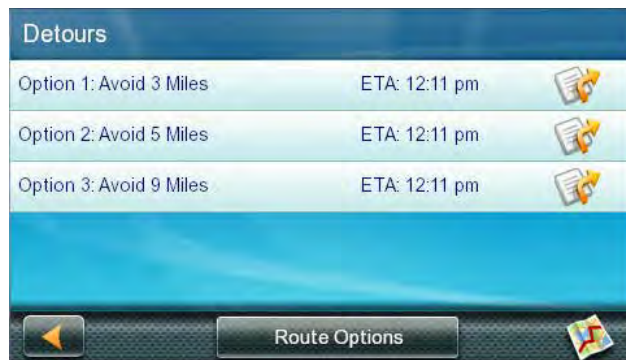 Detours
Option 1: Avoid 3 Miles ETA: 12:11 pm
Option 2: Avoid 5 Miles ETA: 12:11 pm
Option 3: Avoid 9 Miles ETA: 12:11 pm
Route Options